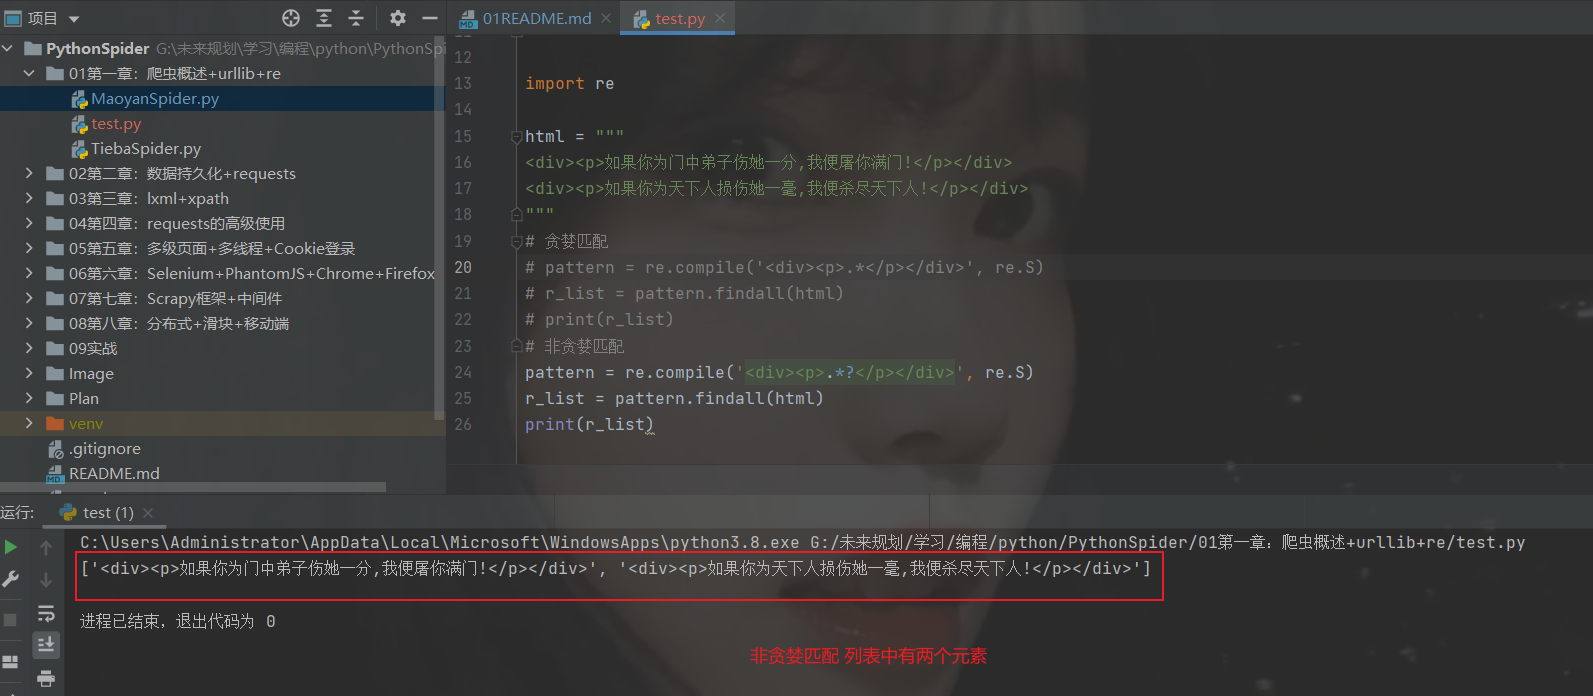 项目
01README.md
test.py
PythonSpider G:\未来规划\学习\编程\python\PythonSpi
01第一章：爬虫概述+urllib+re
MaoyanSpider.py
test.py
TiebaSpider.py
02第二章：数据持久化+requests
03第三章：lxml+xpath
04第四章：requests的高级使用
05第五章：多级页面+多线程+Cookie登录
06第六章：Selenium+PhantomJS+Chrome+Firefox
07第七章：Scrapy框架+中间件
08第八章：分布式+滑块+移动端
09实战
Image
Plan
venv
.gitignore
README.md
12
13 import re
14
15 html = """
16 <div><p>如果你为门中弟子伤她一分,我便屠你满门!</p></div>
17 <div><p>如果你为天下人损伤她一毫,我便杀尽天下人!</p></div>
18 """
19 # 贪婪匹配
20 # pattern = re.compile('<div><p>.*</p></div>', re.S)
21 # r_list = pattern.findall(html)
22 # print(r_list)
23 # 非贪婪匹配
24 pattern = re.compile('<div><p>.*?</p></div>', re.S)
25 r_list = pattern.findall(html)
26 print(r_list)
运行: test (1)
C:\Users\Administrator\AppData\Local\Microsoft\WindowsApps\python3.8.exe G:/未来规划/学习/编程/python/PythonSpider/01第一章：爬虫概述+urllib+re/test.py
['<div><p>如果你为门中弟子伤她一分,我便屠你满门!</p></div>', '<div><p>如果你为天下人损伤她一毫,我便杀尽天下人!</p></div>']
进程已结束，退出代码为 0
非贪婪匹配 列表中有两个元素